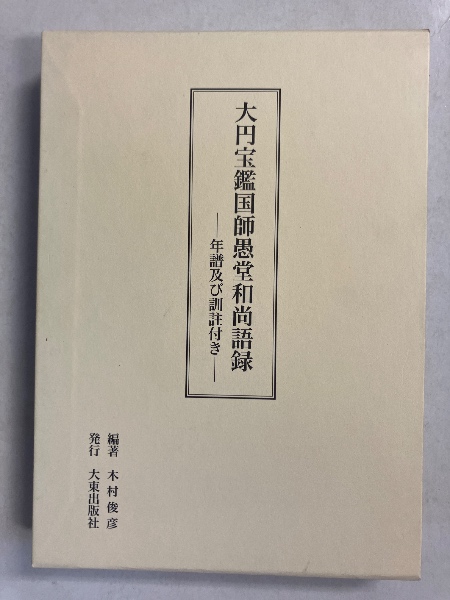 大円宝鑑国師愚堂和尚語録
―年譜及び訓註付き―
編著 木村俊彦
発行 大東出版社